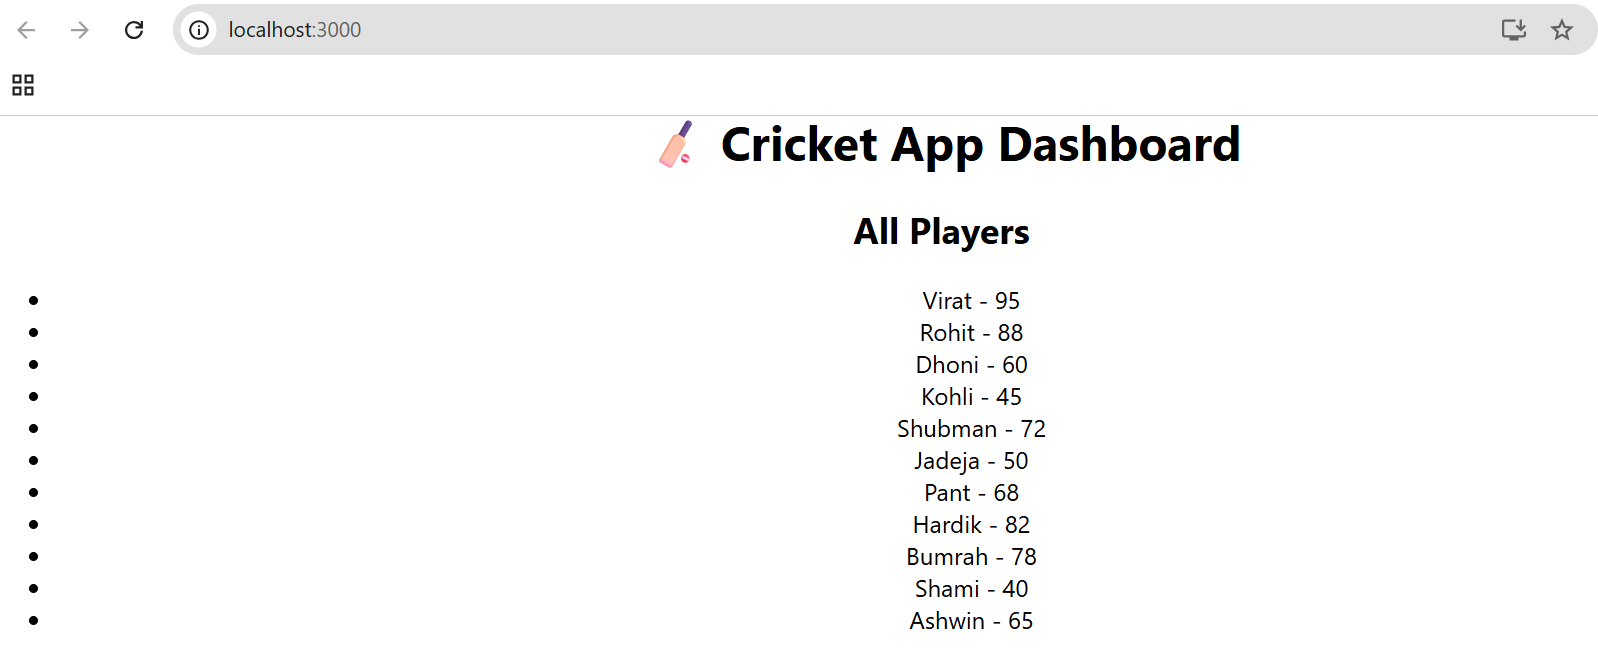 localhost:3000
Cricket App Dashboard
All Players
Virat - 95
Rohit - 88
Dhoni - 60
Kohli - 45
Shubman - 72
Jadeja - 50
Pant - 68
Hardik - 82
Bumrah - 78
Shami - 40
Ashwin - 65